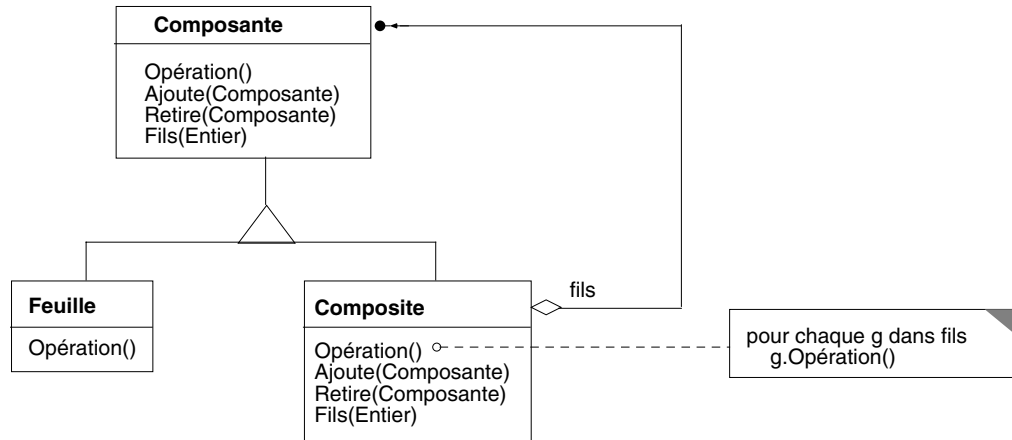 Composante
Opération()
Ajoute(Composante)
Retire(Composante)
Fils(Entier)
Feuille
Opération()
Composite
Opération()
Ajoute(Composante)
Retire(Composante)
Fils(Entier)
fils
pour chaque g dans fils
g.Opération()